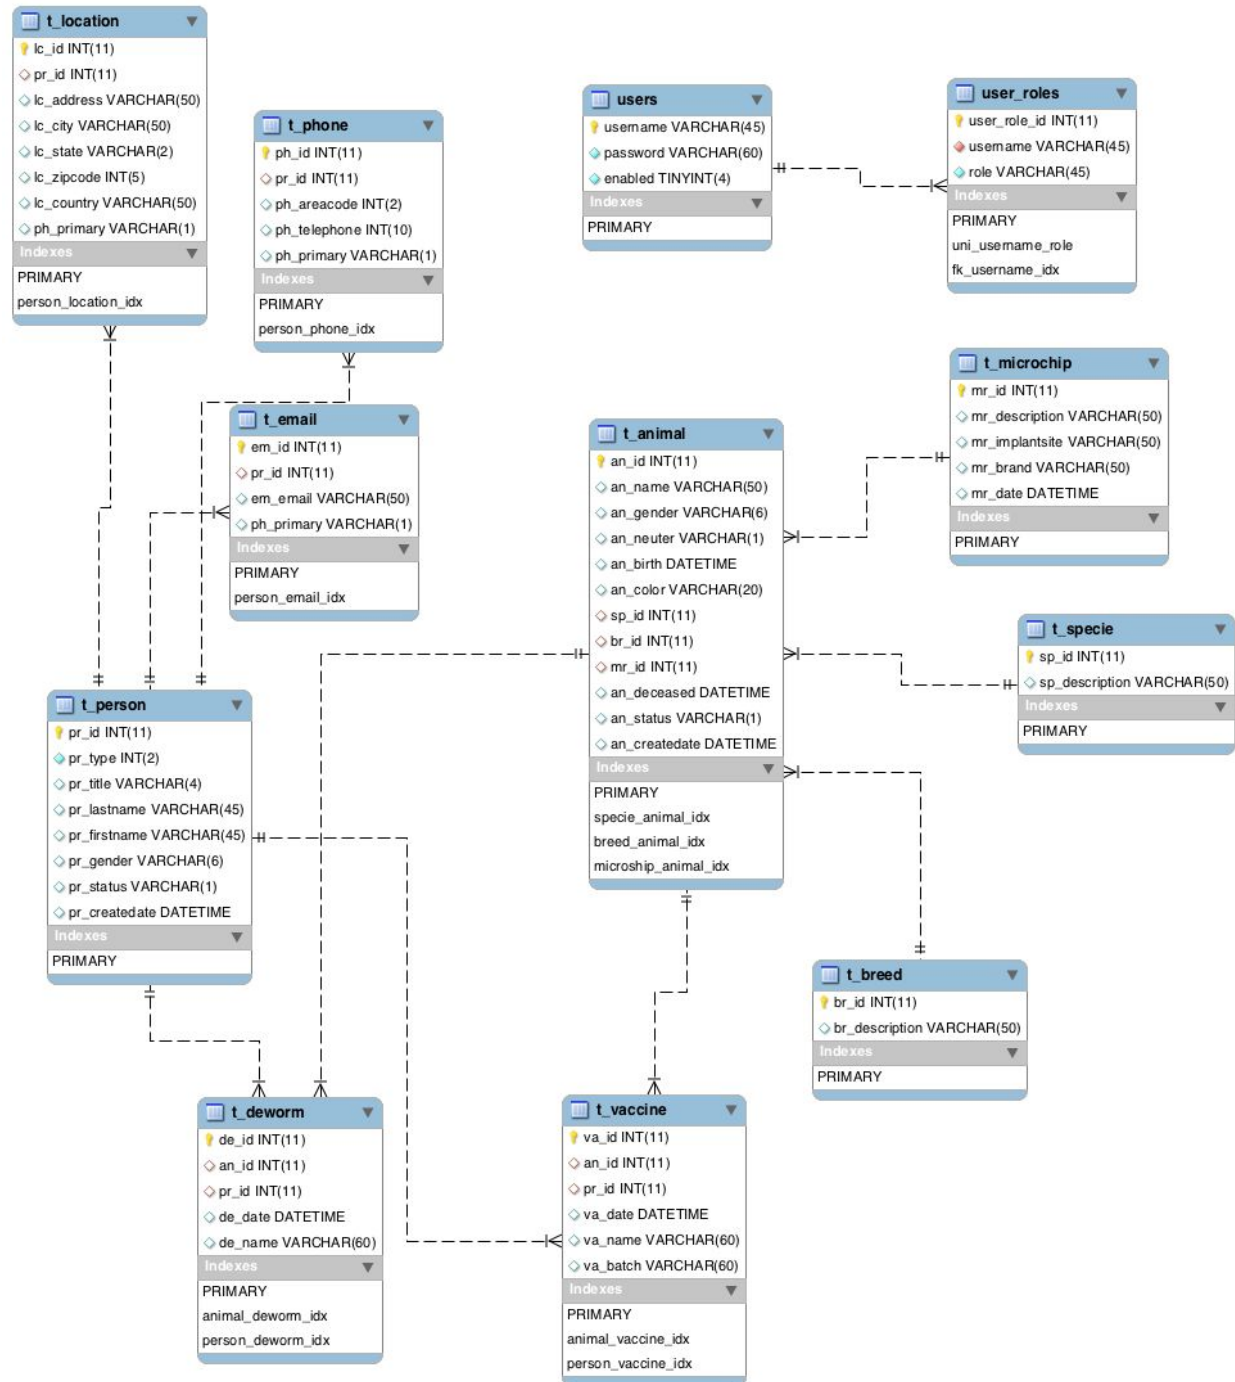 t_location
lc_id INT(11)
pr_id INT(11)
lc_address VARCHAR(50)
lc_city VARCHAR(50)
lc_state VARCHAR(2)
lc_zipcode INT(5)
lc_country VARCHAR(50)
ph_primary VARCHAR(1)
Indexes
PRIMARY
person_location_idx
t_phone
ph_id INT(11)
pr_id INT(11)
ph_areacode INT(2)
ph_telephone INT(10)
ph_primary VARCHAR(1)
Indexes
PRIMARY
person_phone_idx
users
username VARCHAR(45)
password VARCHAR(60)
enabled TINYINT(4)
Indexes
PRIMARY
user_roles
user_role_id INT(11)
username VARCHAR(45)
role VARCHAR(45)
Indexes
PRIMARY
uni_username_role
fk_username_idx
t_email
em_id INT(11)
pr_id INT(11)
em_email VARCHAR(50)
ph_primary VARCHAR(1)
Indexes
PRIMARY
person_email_idx
t_animal
an_id INT(11)
an_name VARCHAR(50)
an_gender VARCHAR(6)
an_neuter VARCHAR(1)
an_birth DATETIME
an_color VARCHAR(20)
sp_id INT(11)
br_id INT(11)
mr_id INT(11)
an_deceased DATETIME
an_status VARCHAR(1)
an_createdate DATETIME
Indexes
PRIMARY
specie_animal_idx
breed_animal_idx
microship_animal_idx
t_microchip
mr_id INT(11)
mr_description VARCHAR(50)
mr_implantsite VARCHAR(50)
mr_brand VARCHAR(50)
mr_date DATETIME
Indexes
PRIMARY
t_specie
sp_id INT(11)
sp_description VARCHAR(50)
Indexes
PRIMARY
t_person
pr_id INT(11)
pr_type INT(2)
pr_title VARCHAR(4)
pr_lastname VARCHAR(45)
pr_firstname VARCHAR(45)
pr_gender VARCHAR(6)
pr_status VARCHAR(1)
pr_createdate DATETIME
Indexes
PRIMARY
t_breed
br_id INT(11)
br_description VARCHAR(50)
Indexes
PRIMARY
t_deworm
de_id INT(11)
an_id INT(11)
pr_id INT(11)
de_date DATETIME
de_name VARCHAR(60)
Indexes
PRIMARY
animal_deworm_idx
person_deworm_idx
t_vaccine
va_id INT(11)
an_id INT(11)
pr_id INT(11)
va_date DATETIME
va_name VARCHAR(60)
va_batch VARCHAR(60)
Indexes
PRIMARY
animal_vaccine_idx
person_vaccine_idx